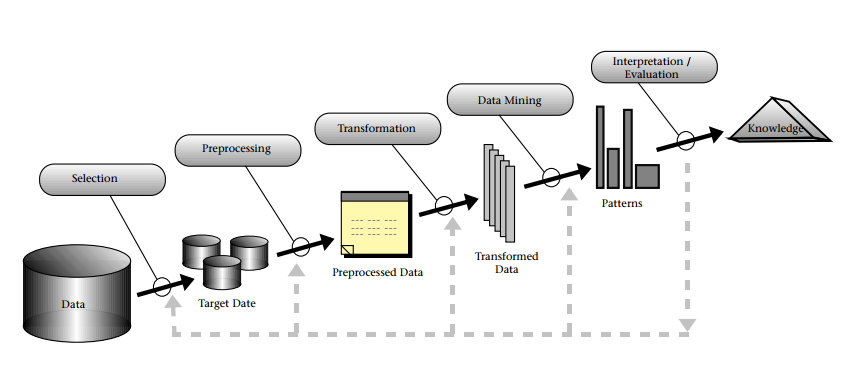 Interpretation /
Evaluation
Data Mining
Transformation
Preprocessing
Selection
Knowledge
Patterns
Transformed
Data
Preprocessed Data
Target Date
Data